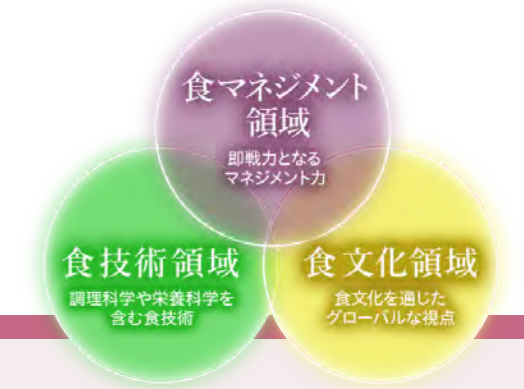 食マネジメント
領域
即戦力となる
マネジメント力
食技術領域
調理科学や栄養科学を
含む食技術
食文化領域
食文化を通じた
グローバルな視点